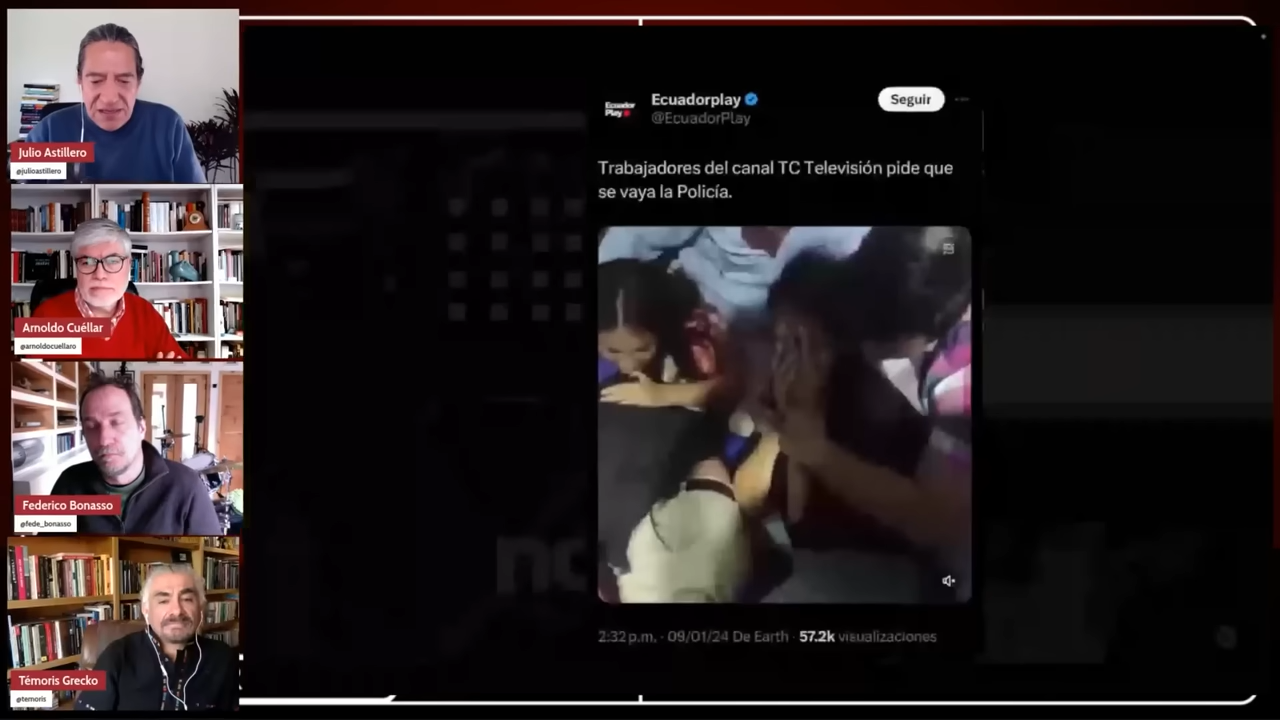 Julio Astillero
@julioastillero
Arnoldo Cuéllar
@arnoldocuellaro
Federico Bonasso
@fede_bonasso
Témoris Grecko
@temoris
Ecuador
Play
Ecuadorplay
@EcuadorPlay
Seguir
Trabajadores del canal TC Televisión pide que
se vaya la Policía.
2:32 p.m. · 09/01/24 De Earth · 57.2k visualizaciones